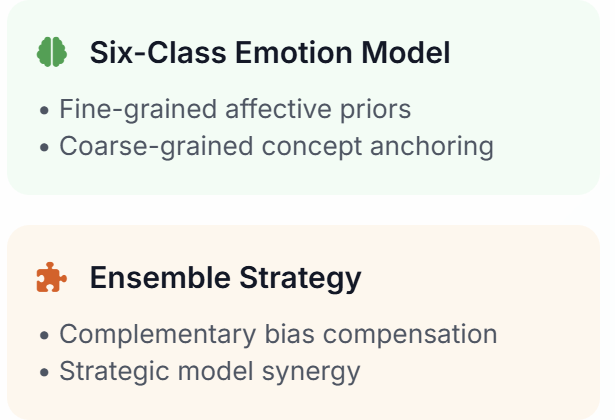 Six-Class Emotion Model
• Fine-grained affective priors
• Coarse-grained concept anchoring
Ensemble Strategy
• Complementary bias compensation
• Strategic model synergy